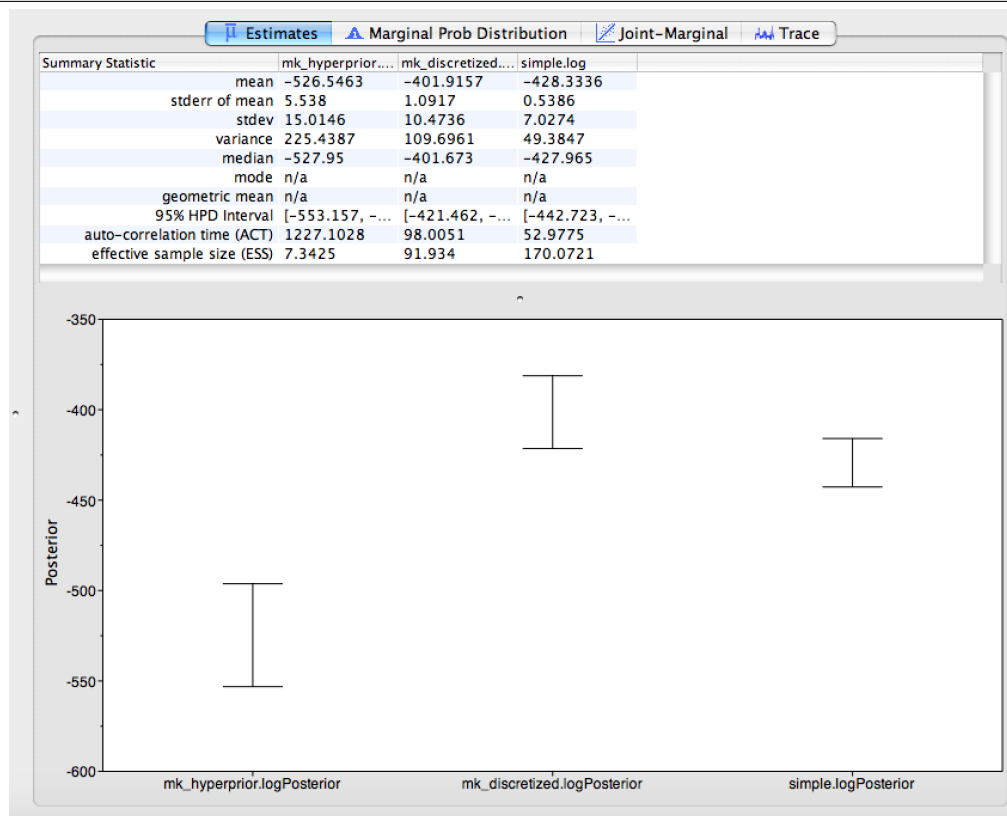 μ Estimates Marginal Prob Distribution Joint-Marginal Trace
Summary Statistic mk_hyperprior.... mk_discretized.... simple.log
mean -526.5463 -401.9157 -428.3336
stderr of mean 5.538 1.0917 0.5386
stdev 15.0146 10.4736 7.0274
variance 225.4387 109.6961 49.3847
median -527.95 -401.673 -427.965
mode n/a n/a n/a
geometric mean n/a n/a n/a
95% HPD Interval [-553.157, -... [-421.462, -... [-442.723, -...
auto-correlation time (ACT) 1227.1028 98.0051 52.9775
effective sample size (ESS) 7.3425 91.934 170.0721
-350
-400
-450
-500
-550
-600
Posterior
mk_hyperprior.logPosterior mk_discretized.logPosterior simple.logPosterior